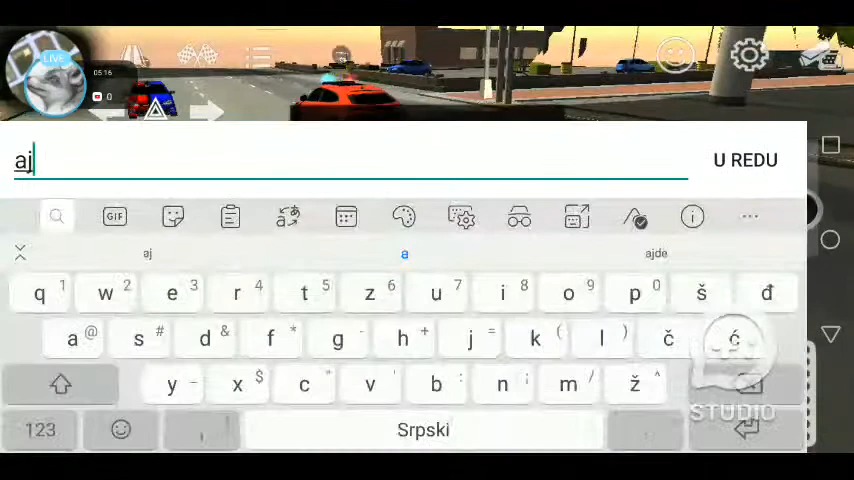 LIVE
05:16
0
aj
U REDU
GIF
aj a ajde
q 1 w 2 e 3 r 4 t 5 z 6 u 7 i 8 o 9 p 0 š đ
a @ s # d & f * g - h + j = k ( l ) č ć
y _ x $ c " v ' b : n ; m / ž ^
STUDIO
123 , Srpski .